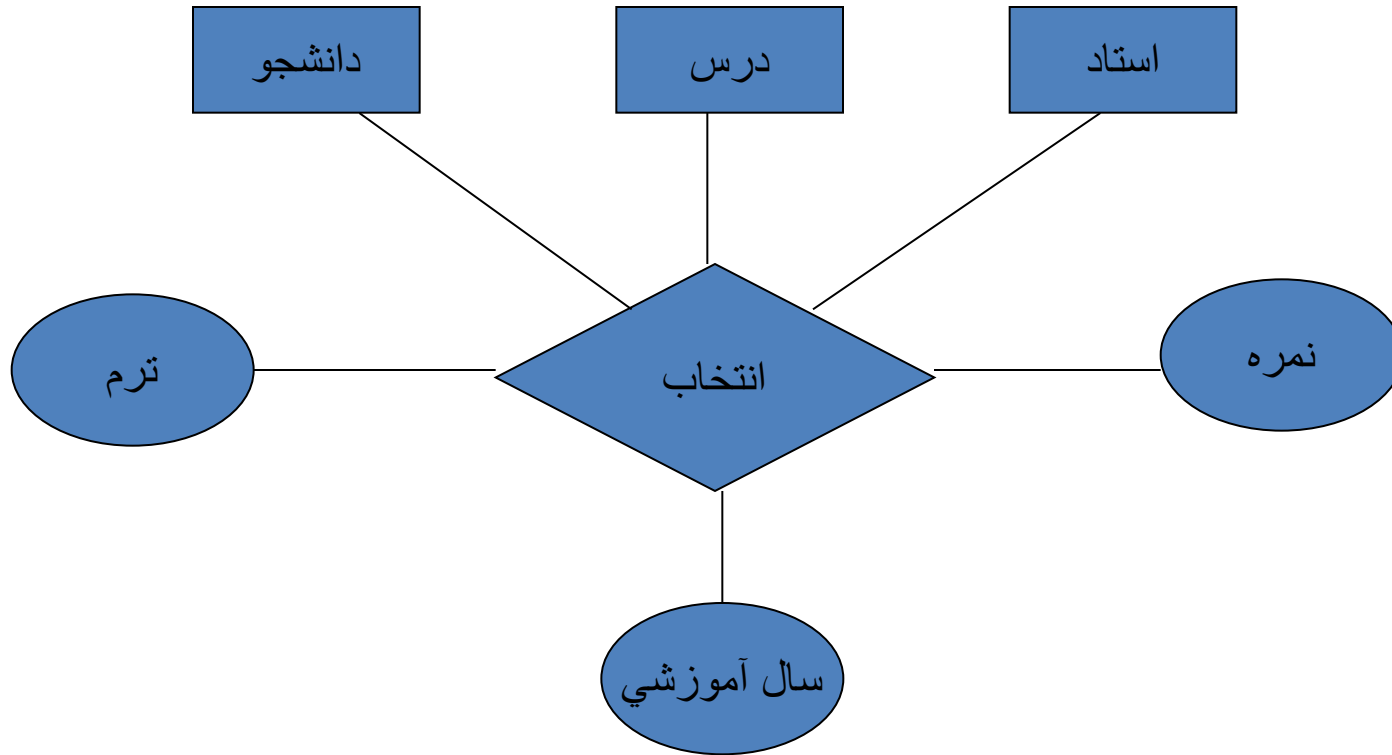 استاد
درس
دانشجو
نمره
انتخاب
ترم
سال آموزشي